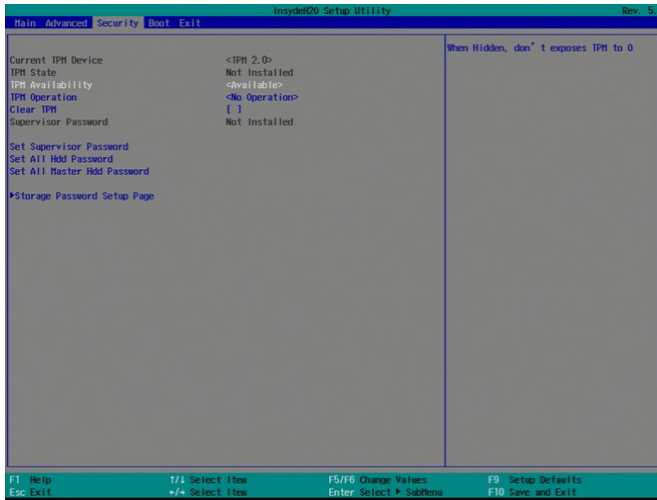 InsydeH20 Setup Utility Rev. 5.
Main Advanced Security Boot Exit
Current TPM Device <TPM 2.0>
TPM State Not Installed
TPM Availability <Available>
TPM Operation <No Operation>
Clear TPM [ ]
Supervisor Password Not Installed
Set Supervisor Password
Set All Hdd Password
Set All Master Hdd Password
▶Storage Password Setup Page
When Hidden, don't exposes TPM to O
F1 Help ↑/↓ Select Item F5/F6 Change Values F9 Setup Defaults
Esc Exit ←/→ Select Item Enter Select ▶ SubMenu F10 Save and Exit